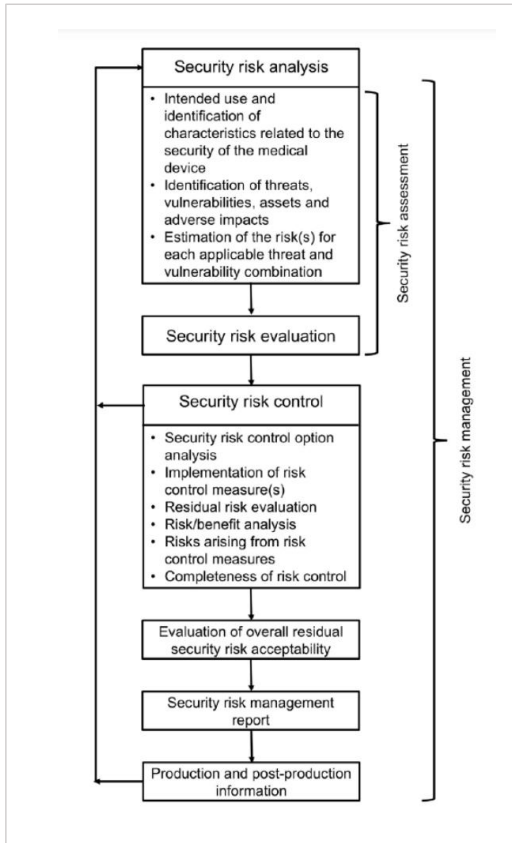 Security risk analysis
• Intended use and
identification of
characteristics related to the
security of the medical
device
• Identification of threats,
vulnerabilities, assets and
adverse impacts
• Estimation of the risk(s) for
each applicable threat and
vulnerability combination
Security risk evaluation
Security risk control
• Security risk control option
analysis
• Implementation of risk
control measure(s)
• Residual risk evaluation
• Risk/benefit analysis
• Risks arising from risk
control measures
• Completeness of risk control
Evaluation of overall residual
security risk acceptability
Security risk management
report
Production and post-production
information
Security risk assessment
Security risk management